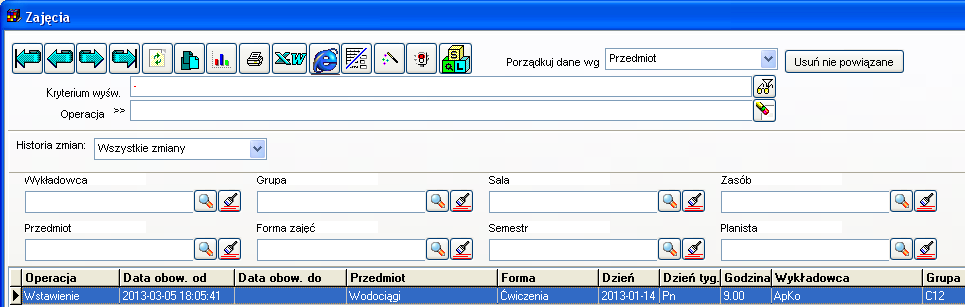 Zajęcia
Porządkuj dane wg Przedmiot Usuń nie powiązane
Kryterium wyśw. .
Operacja >>
Historia zmian: Wszystkie zmiany
Wykładowca Grupa Sala Zasób
Przedmiot Forma zajęć Semestr Planista
Operacja Data obow. od Data obow. do Przedmiot Forma Dzień Dzień tyg. Godzina Wykładowca Grupa
Wstawienie 2013-03-05 18:05:41 Wodociągi Ćwiczenia 2013-01-14 Pn 9.00 ApKo C12